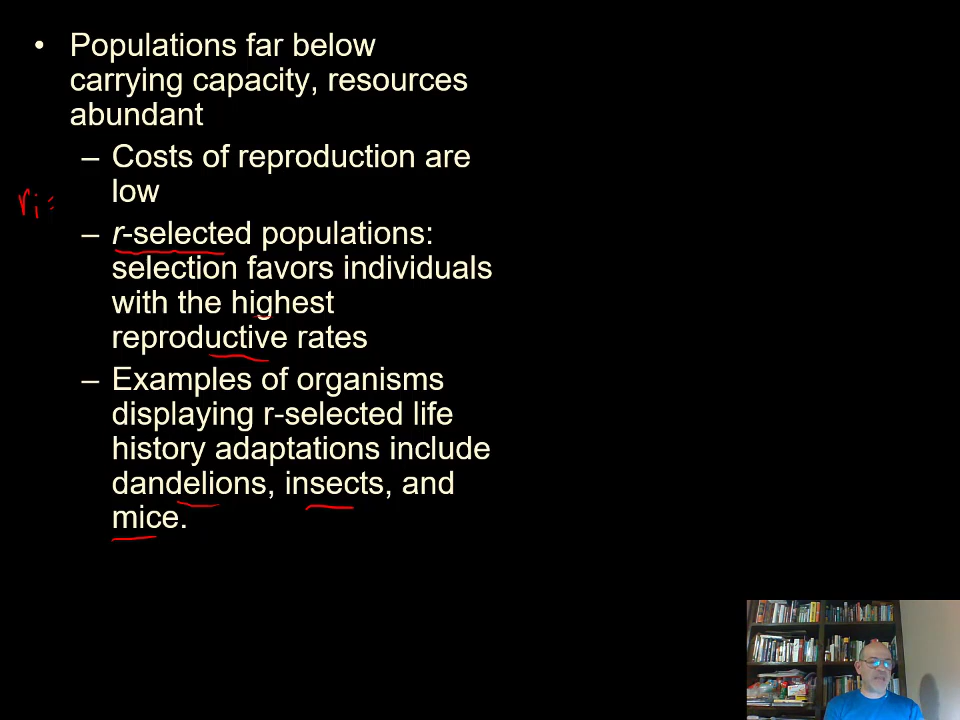 • Populations far below
carrying capacity, resources
abundant
– Costs of reproduction are
low
ri:
– r-selected populations:
selection favors individuals
with the highest
reproductive rates
– Examples of organisms
displaying r-selected life
history adaptations include
dandelions, insects, and
mice.